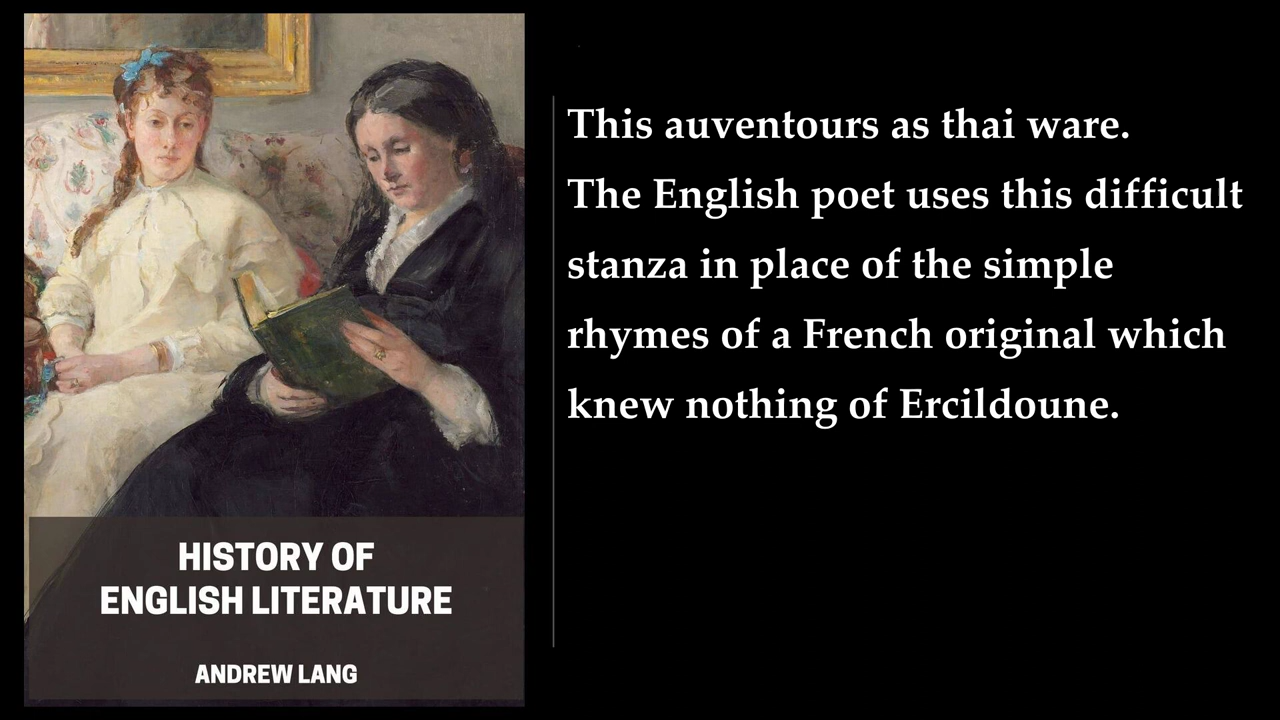 This auventours as thai ware.
The English poet uses this difficult
stanza in place of the simple
rhymes of a French original which
knew nothing of Ercildoune.
HISTORY OF
ENGLISH LITERATURE
ANDREW LANG